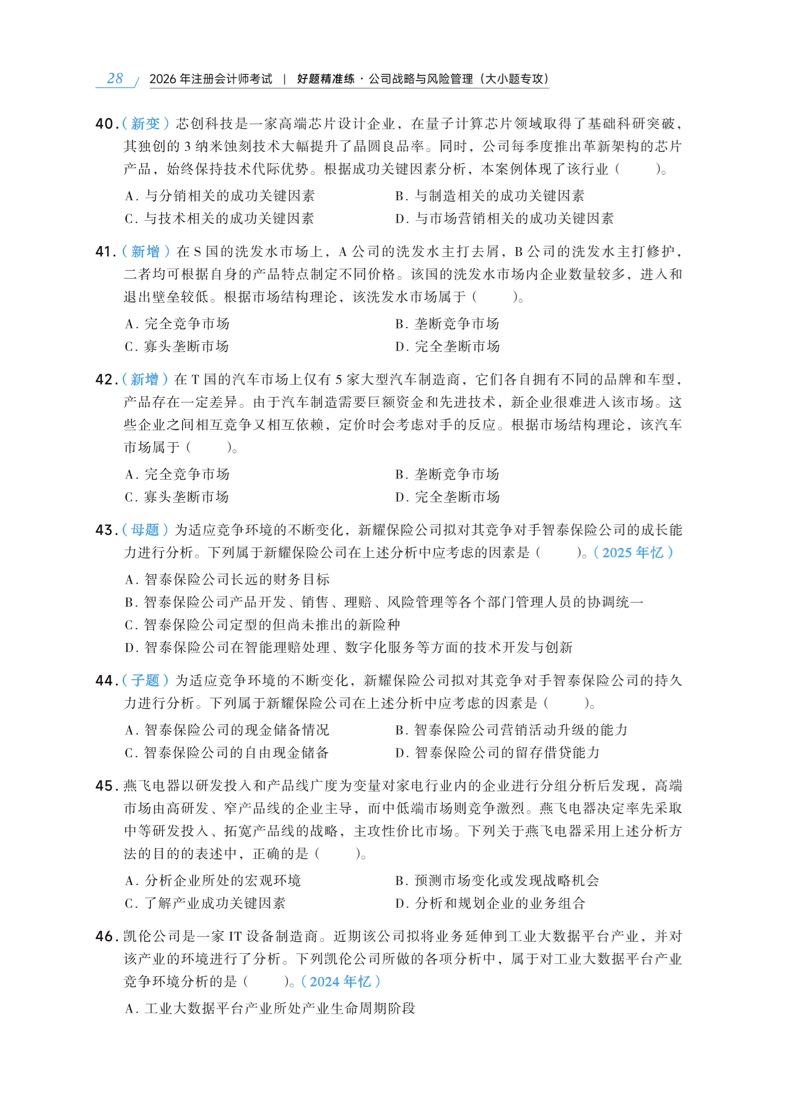 28 2026 年注册会计师考试 | 好题精准练·公司战略与风险管理（大小题专攻）
40.（新变）芯创科技是一家高端芯片设计企业，在量子计算芯片领域取得了基础科研突破，
其独创的 3 纳米蚀刻技术大幅提升了晶圆良品率。同时，公司每季度推出革新架构的芯片
产品，始终保持技术代际优势。根据成功关键因素分析，本案例体现了该行业（　　）。
A. 与分销相关的成功关键因素 B. 与制造相关的成功关键因素
C. 与技术相关的成功关键因素 D. 与市场营销相关的成功关键因素
41.（新增）在 S 国的洗发水市场上，A 公司的洗发水主打去屑，B 公司的洗发水主打修护，
二者均可根据自身的产品特点制定不同价格。该国的洗发水市场内企业数量较多，进入和
退出壁垒较低。根据市场结构理论，该洗发水市场属于（　　）。
A. 完全竞争市场 B. 垄断竞争市场
C. 寡头垄断市场 D. 完全垄断市场
42.（新增）在 T 国的汽车市场上仅有 5 家大型汽车制造商，它们各自拥有不同的品牌和车型，
产品存在一定差异。由于汽车制造需要巨额资金和先进技术，新企业很难进入该市场。这
些企业之间相互竞争又相互依赖，定价时会考虑对手的反应。根据市场结构理论，该汽车
市场属于（　　）。
A. 完全竞争市场 B. 垄断竞争市场
C. 寡头垄断市场 D. 完全垄断市场
43.（母题）为适应竞争环境的不断变化，新耀保险公司拟对其竞争对手智泰保险公司的成长能
力进行分析。下列属于新耀保险公司在上述分析中应考虑的因素是（　　）。（2025 年忆）
A. 智泰保险公司长远的财务目标
B. 智泰保险公司产品开发、销售、理赔、风险管理等各个部门管理人员的协调统一
C. 智泰保险公司定型的但尚未推出的新险种
D. 智泰保险公司在智能理赔处理、数字化服务等方面的技术开发与创新
44.（子题）为适应竞争环境的不断变化，新耀保险公司拟对其竞争对手智泰保险公司的持久
力进行分析。下列属于新耀保险公司在上述分析中应考虑的因素是（　　）。
A. 智泰保险公司的现金储备情况 B. 智泰保险公司营销活动升级的能力
C. 智泰保险公司的自由现金储备 D. 智泰保险公司的留存借贷能力
45. 燕飞电器以研发投入和产品线广度为变量对家电行业内的企业进行分组分析后发现，高端
市场由高研发、窄产品线的企业主导，而中低端市场则竞争激烈。燕飞电器决定率先采取
中等研发投入、拓宽产品线的战略，主攻性价比市场。下列关于燕飞电器采用上述分析方
法的目的的表述中，正确的是（　　）。
A. 分析企业所处的宏观环境 B. 预测市场变化或发现战略机会
C. 了解产业成功关键因素 D. 分析和规划企业的业务组合
46. 凯伦公司是一家 IT 设备制造商。近期该公司拟将业务延伸到工业大数据平台产业，并对
该产业的环境进行了分析。下列凯伦公司所做的各项分析中，属于对工业大数据平台产业
竞争环境分析的是（　　）。（2024 年忆）
A. 工业大数据平台产业所处产业生命周期阶段